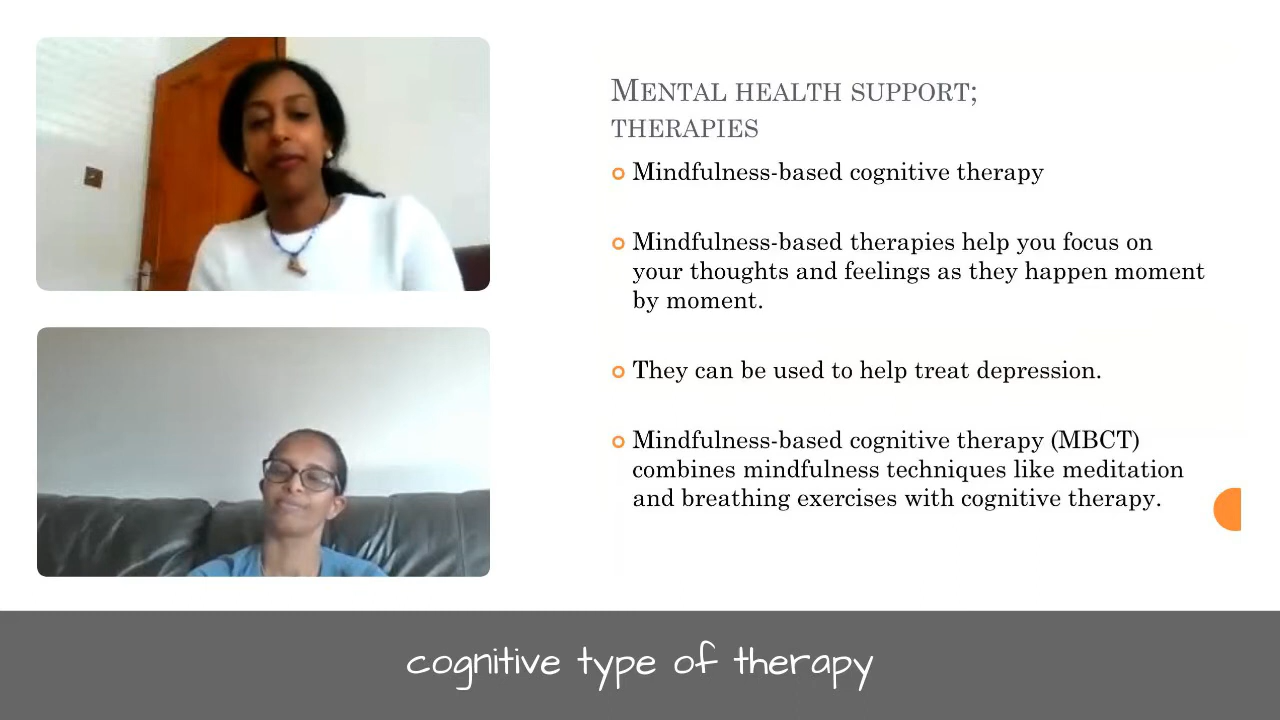 MENTAL HEALTH SUPPORT;
THERAPIES
Mindfulness-based cognitive therapy
Mindfulness-based therapies help you focus on
your thoughts and feelings as they happen moment
by moment.
They can be used to help treat depression.
Mindfulness-based cognitive therapy (MBCT)
combines mindfulness techniques like meditation
and breathing exercises with cognitive therapy.
cognitive type of therapy